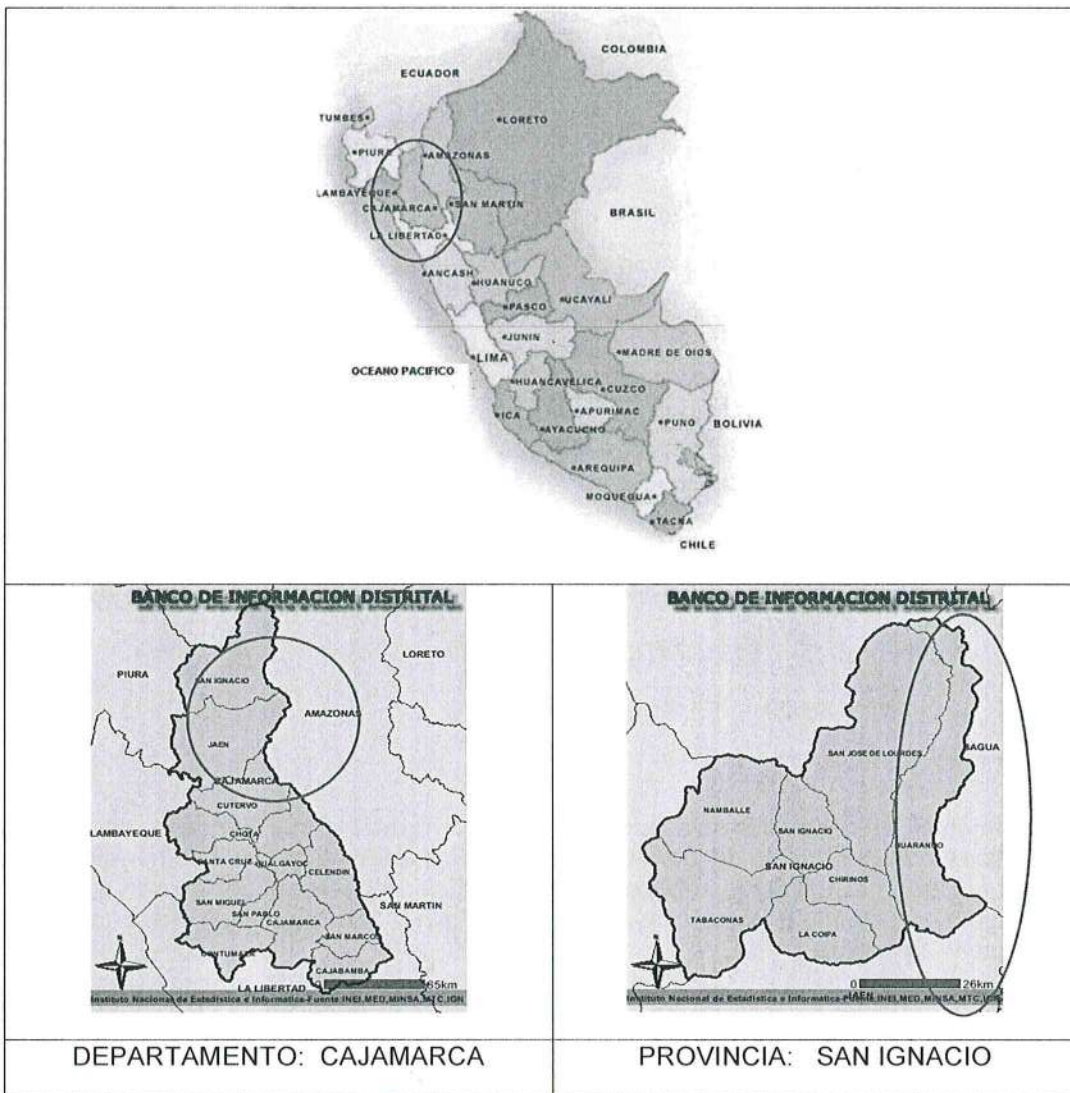 COLOMBIA
ECUADOR
LORETO
TUMBES
PIURA
AMAZONAS
LAMBAYEQUE
CAJAMARCA
SAN MARTIN
BRASIL
LA LIBERTAD
ANCASH
HUANUCO
UCAYALI
PASCO
JUNIN
MADRE DE DIOS
LIMA
OCEANO PACIFICO
HUANCAVELICA
CUZCO
ICA
APURIMAC
PUNO
BOLIVIA
AYACUCHO
AREQUIPA
MOQUEGUA
TACNA
CHILE
BANCO DE INFORMACION DISTRITAL
LORETO
PIURA
SAN IGNACIO
AMAZONAS
JAEN
CAJAMARCA
CUTERVO
LAMBAYEQUE
CHOTA
SANTA CRUZ
HUALGAYOC
CELENDIN
SAN MIGUEL
SAN PABLO
CAJAMARCA
SAN MARTIN
SAN MARCOS
CONTUMAZA
CAJABAMBA
LA LIBERTAD
N
0 65km
Instituto Nacional de Estadística e Informatica-Fuente INEI,MED,MINSA,MTC,IGN
DEPARTAMENTO: CAJAMARCA
BANCO DE INFORMACION DISTRITAL
SAN JOSE DE LOURDES
BAGUA
NAMBALLE
SAN IGNACIO
HUARANGO
SAN IGNACIO
CHIRINOS
TABACONAS
LA COIPA
N
0 26km
JAEN
Instituto Nacional de Estadística e Informatica-Fuente INEI,MED,MINSA,MTC,IGN
PROVINCIA: SAN IGNACIO